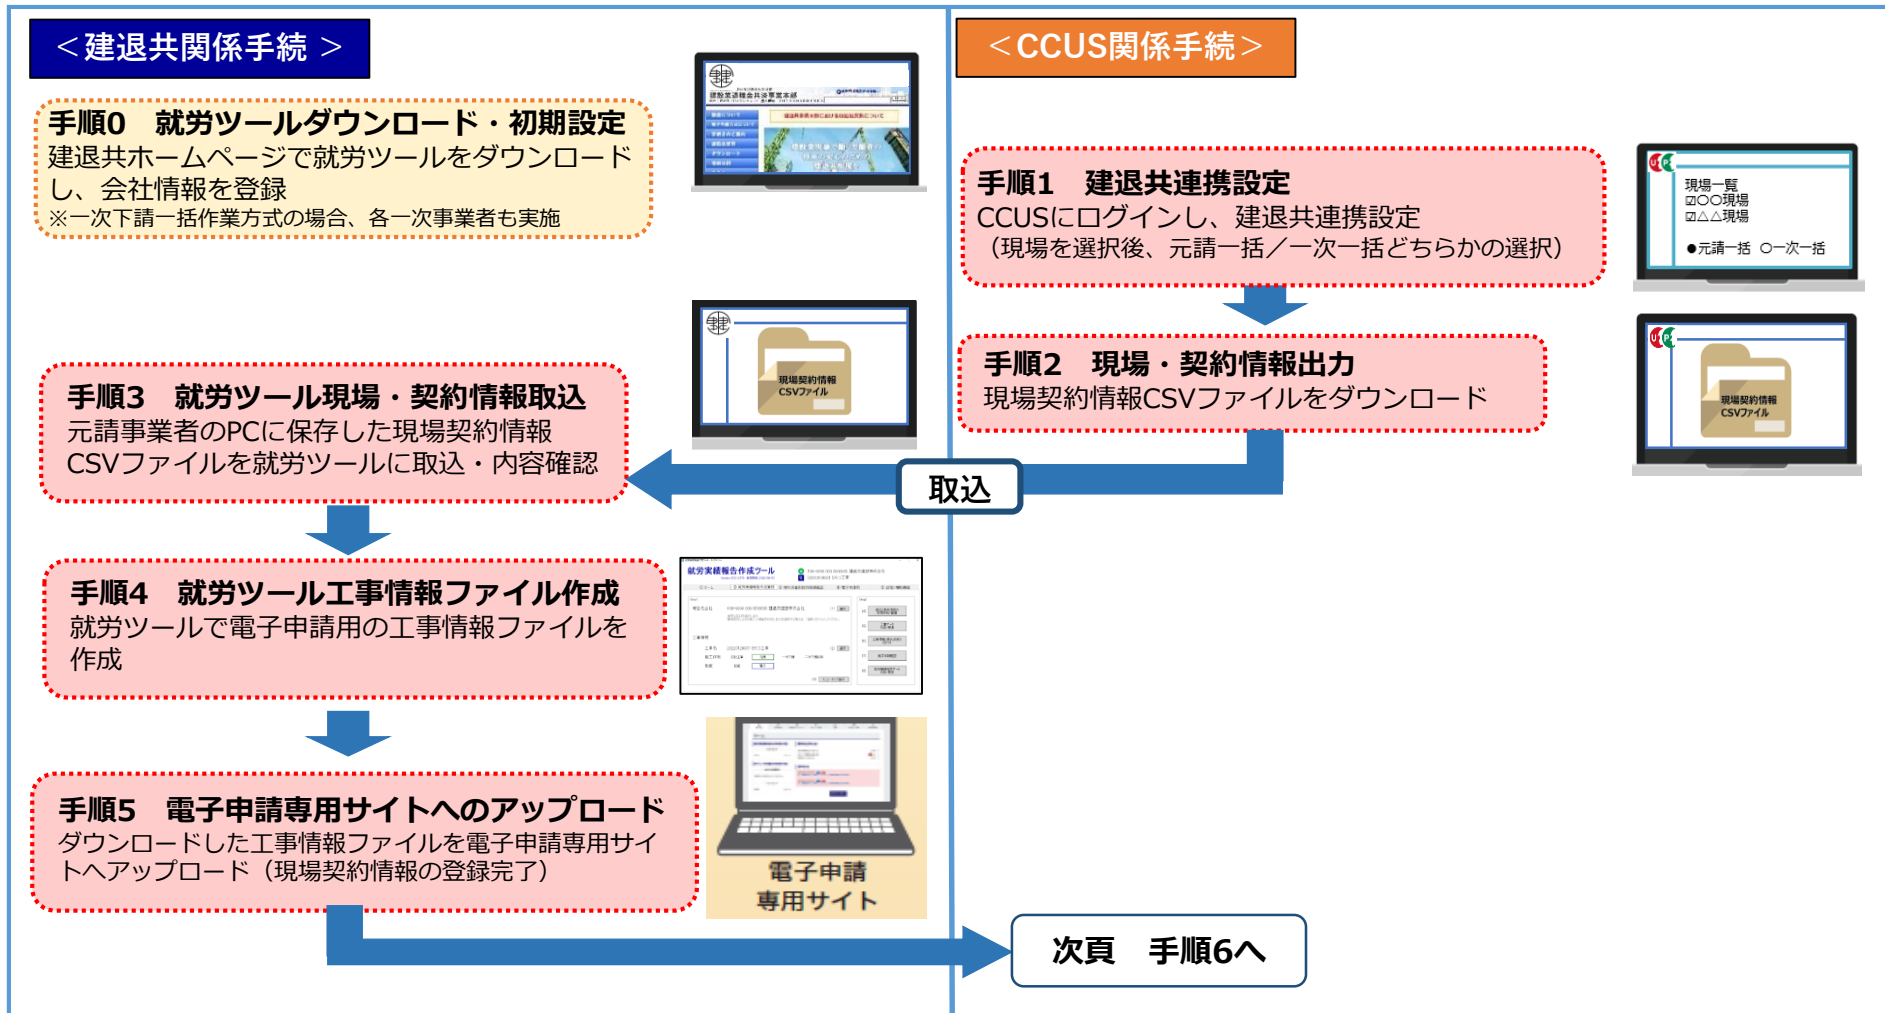 ＜建退共関係手続 ＞
手順0　就労ツールダウンロード・初期設定
建退共ホームページで就労ツールをダウンロード
し、会社情報を登録
※一次下請一括作業方式の場合、各一次事業者も実施
建設業退職金共済事業本部
＜CCUS関係手続＞
手順1　建退共連携設定
CCUSにログインし、建退共連携設定
（現場を選択後、元請一括／一次一括どちらかの選択）
現場一覧
☑〇〇現場
☑△△現場
●元請一括 〇一次一括
手順2　現場・契約情報出力
現場契約情報CSVファイルをダウンロード
現場契約情報
CSVファイル
取込
手順3　就労ツール現場・契約情報取込
元請事業者のPCに保存した現場契約情報
CSVファイルを就労ツールに取込・内容確認
現場契約情報
CSVファイル
手順4　就労ツール工事情報ファイル作成
就労ツールで電子申請用の工事情報ファイルを
作成
就労実績報告作成ツール
手順5　電子申請専用サイトへのアップロード
ダウンロードした工事情報ファイルを電子申請専用サイ
トへアップロード（現場契約情報の登録完了）
電子申請
専用サイト
次頁　手順6へ